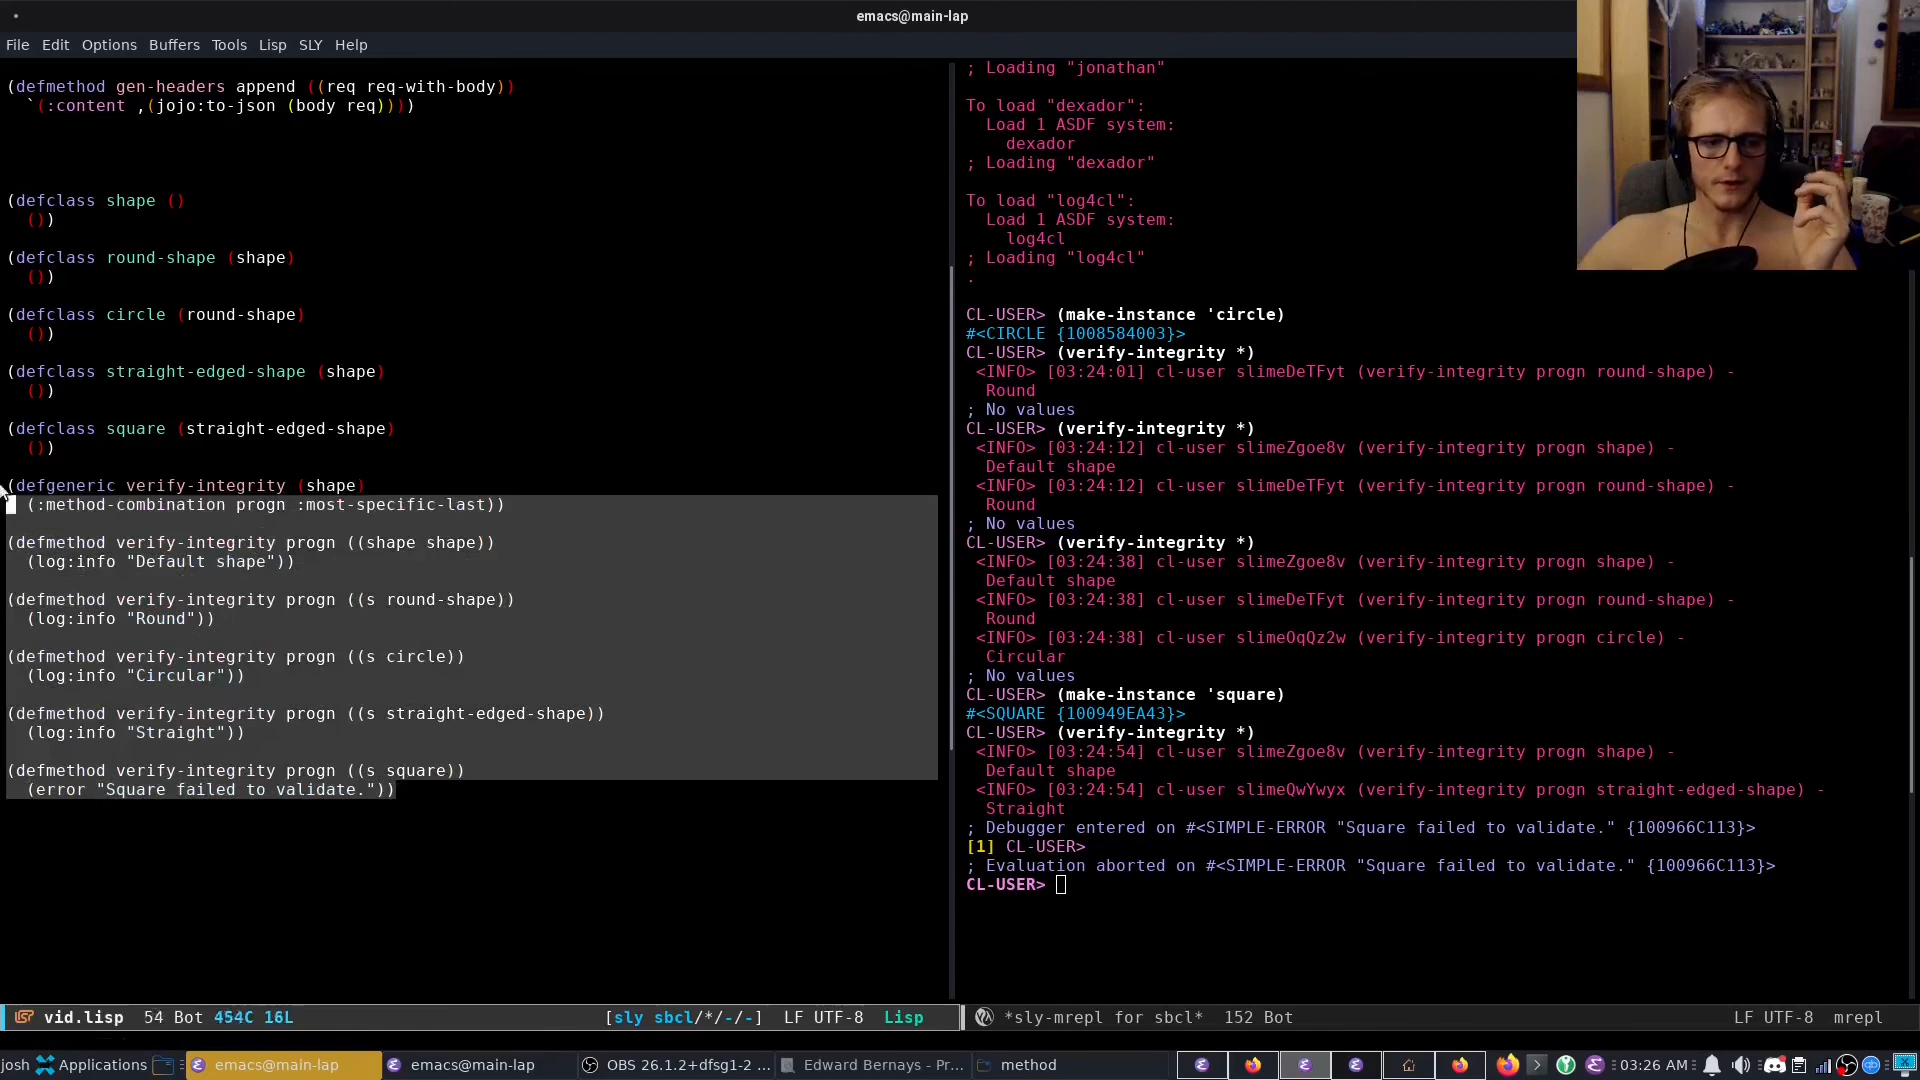 emacs@main-lap
File Edit Options Buffers Tools Lisp SLY Help
(defmethod gen-headers append ((req req-with-body))
`(:content ,(jojo:to-json (body req))))
(defclass shape ()
())
(defclass round-shape (shape)
())
(defclass circle (round-shape)
())
(defclass straight-edged-shape (shape)
())
(defclass square (straight-edged-shape)
())
(defgeneric verify-integrity (shape)
(:method-combination progn :most-specific-last))
(defmethod verify-integrity progn ((shape shape))
(log:info "Default shape"))
(defmethod verify-integrity progn ((s round-shape))
(log:info "Round"))
(defmethod verify-integrity progn ((s circle))
(log:info "Circular"))
(defmethod verify-integrity progn ((s straight-edged-shape))
(log:info "Straight"))
(defmethod verify-integrity progn ((s square))
(error "Square failed to validate."))
vid.lisp 54 Bot 454C 16L [sly sbcl/*/-/-] LF UTF-8 Lisp
; Loading "jonathan"
To load "dexador":
Load 1 ASDF system:
dexador
; Loading "dexador"
To load "log4cl":
Load 1 ASDF system:
log4cl
; Loading "log4cl"
.
CL-USER> (make-instance 'circle)
#<CIRCLE {1008584003}>
CL-USER> (verify-integrity *)
<INFO> [03:24:01] cl-user slimeDeTFyt (verify-integrity progn round-shape) -
Round
; No values
CL-USER> (verify-integrity *)
<INFO> [03:24:12] cl-user slimeZgoe8v (verify-integrity progn shape) -
Default shape
<INFO> [03:24:12] cl-user slimeDeTFyt (verify-integrity progn round-shape) -
Round
; No values
CL-USER> (verify-integrity *)
<INFO> [03:24:38] cl-user slimeZgoe8v (verify-integrity progn shape) -
Default shape
<INFO> [03:24:38] cl-user slimeDeTFyt (verify-integrity progn round-shape) -
Round
<INFO> [03:24:38] cl-user slimeOqQz2w (verify-integrity progn circle) -
Circular
; No values
CL-USER> (make-instance 'square)
#<SQUARE {100949EA43}>
CL-USER> (verify-integrity *)
<INFO> [03:24:54] cl-user slimeZgoe8v (verify-integrity progn shape) -
Default shape
<INFO> [03:24:54] cl-user slimeQwYwyx (verify-integrity progn straight-edged-shape) -
Straight
; Debugger entered on #<SIMPLE-ERROR "Square failed to validate." {100966C113}>
[1] CL-USER>
; Evaluation aborted on #<SIMPLE-ERROR "Square failed to validate." {100966C113}>
CL-USER>
*sly-mrepl for sbcl* 152 Bot LF UTF-8 mrepl
josh Applications emacs@main-lap emacs@main-lap OBS 26.1.2+dfsg1-2 ... Edward Bernays - Pr... method 03:26 AM